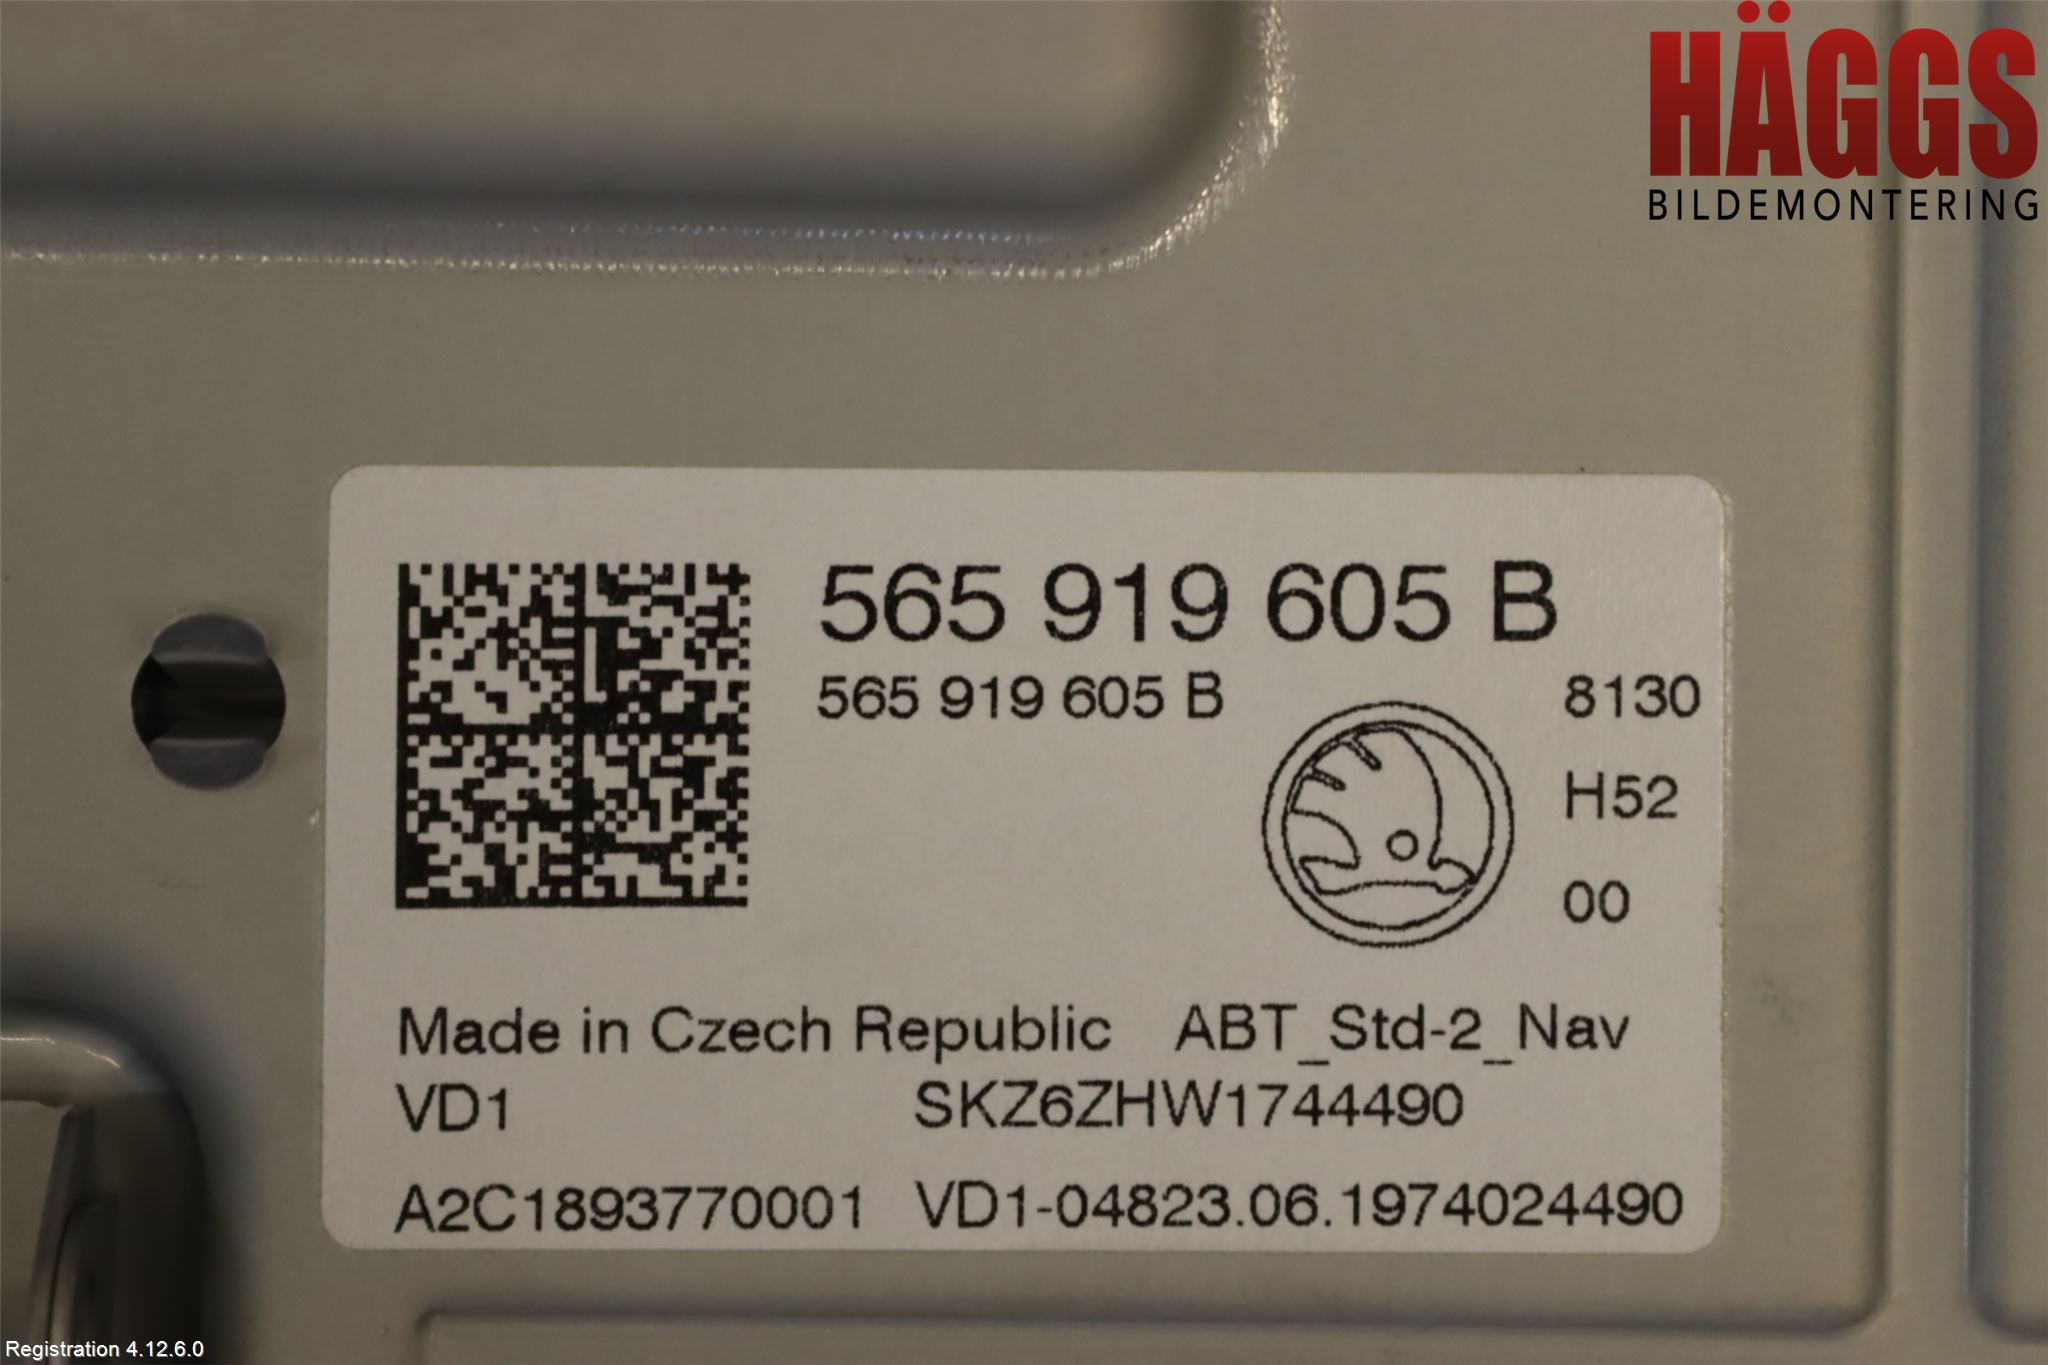 HÄGGS
BILDEMONTERING
565 919 605 B
565 919 605 B
8130
H52
00
Made in Czech Republic ABT_Std-2_Nav
VD1 SKZ6ZHW1744490
A2C1893770001 VD1-04823.06.1974024490
Registration 4.12.6.0